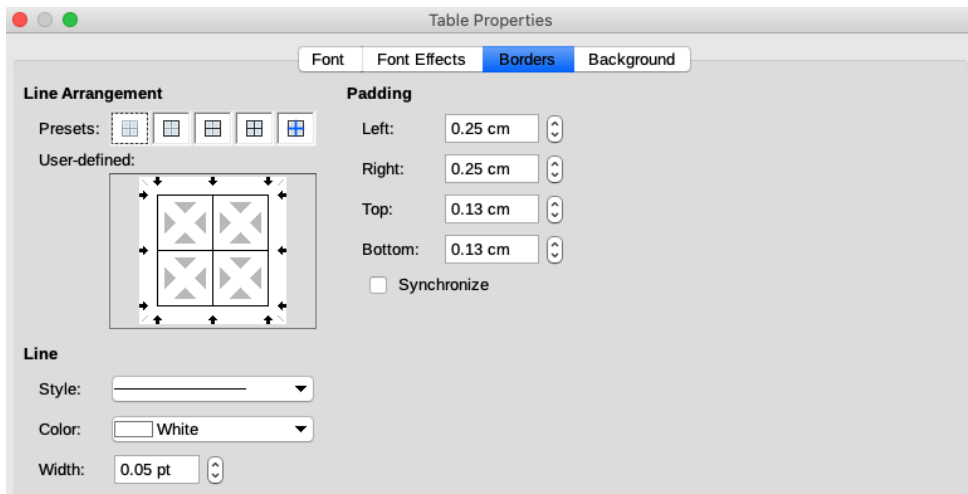 Table Properties
Font Font Effects Borders Background
Line Arrangement
Presets:
User-defined:
Padding
Left: 0.25 cm
Right: 0.25 cm
Top: 0.13 cm
Bottom: 0.13 cm
Synchronize
Line
Style:
Color: White
Width: 0.05 pt